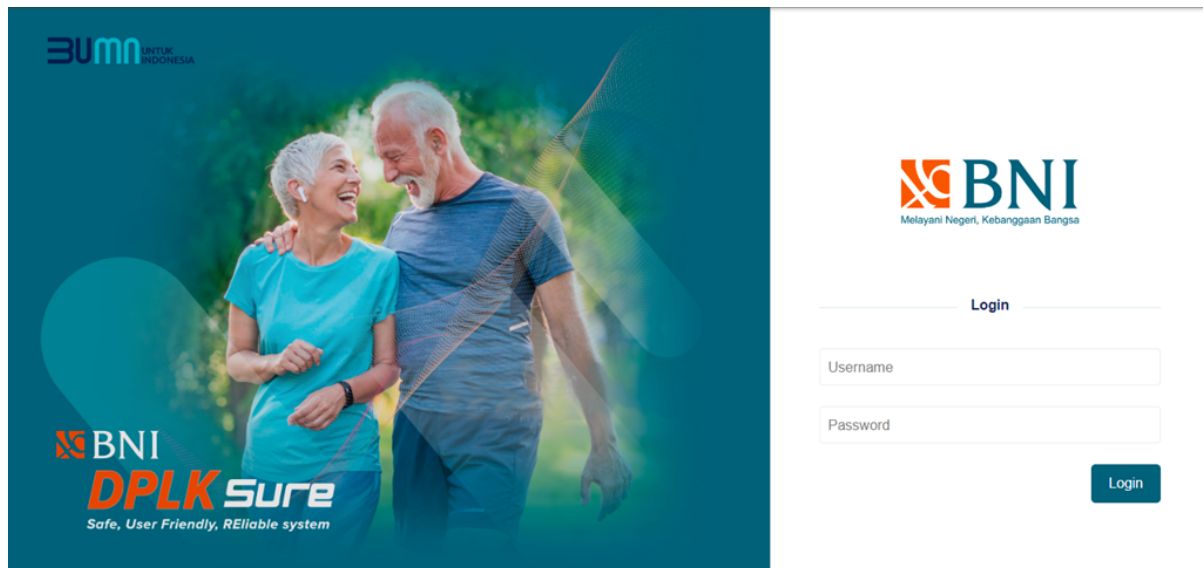 BUMN UNTUK
INDONESIA
BNI
DPLK Sure
Safe, User Friendly, REliable system
BNI
Melayani Negeri, Kebanggaan Bangsa
Login
Username
Password
Login